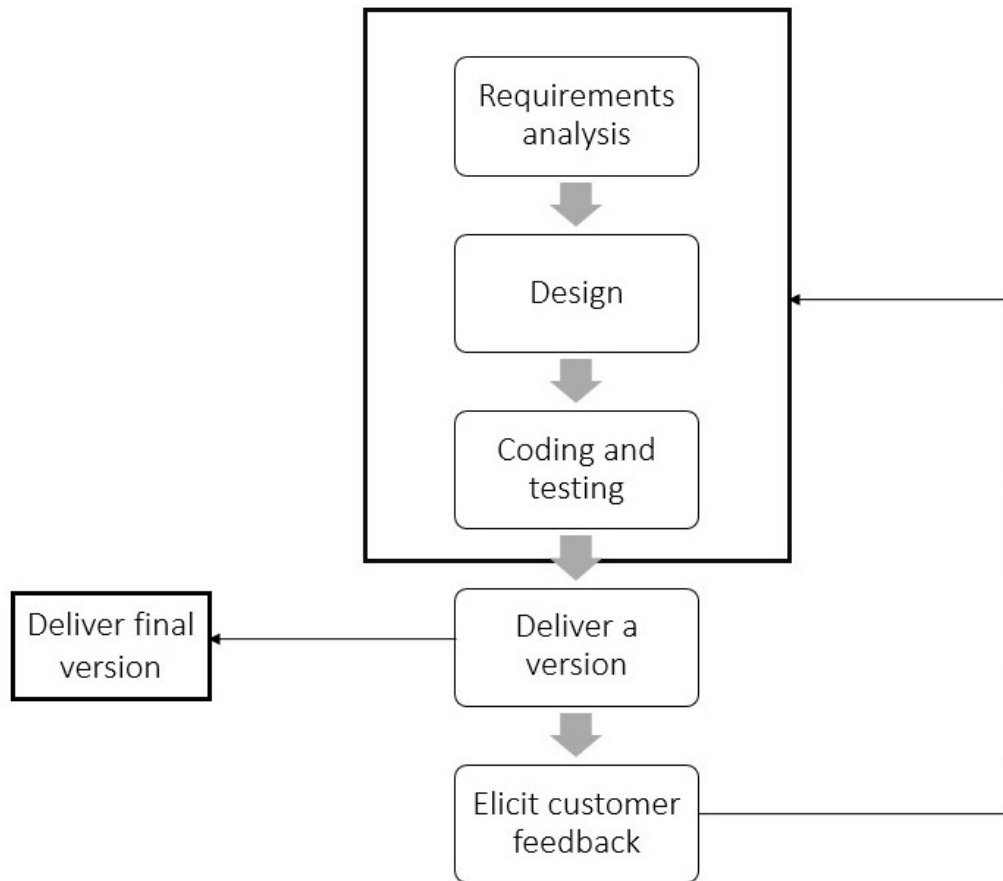 Requirements
analysis
Design
Coding and
testing
Deliver final
version
Deliver a
version
Elicit customer
feedback